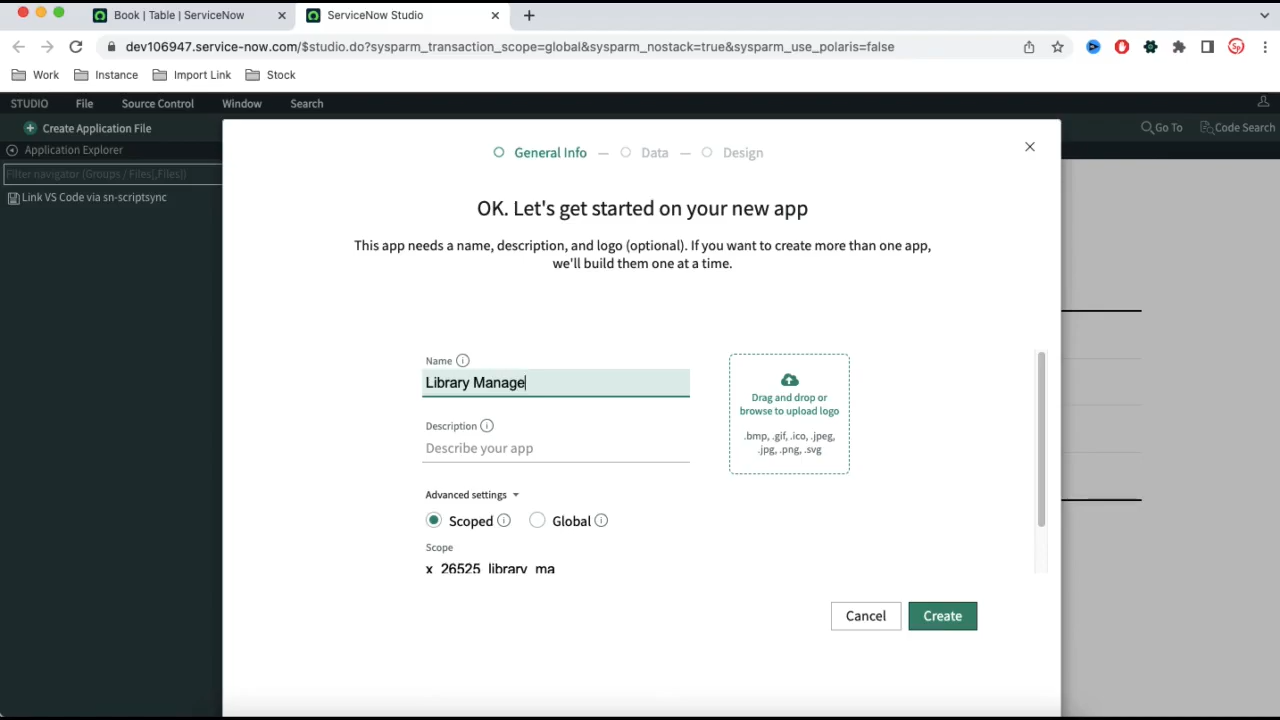 Book | Table | ServiceNow
ServiceNow Studio
dev106947.service-now.com/$studio.do?sysparm_transaction_scope=global&sysparm_nostack=true&sysparm_use_polaris=false
Work Instance Import Link Stock
STUDIO File Source Control Window Search
Create Application File
Go To Code Search
Application Explorer
Filter navigator (Groups / Files[,Files])
Link VS Code via sn-scriptsync
General Info — Data — Design
OK. Let's get started on your new app
This app needs a name, description, and logo (optional). If you want to create more than one app,
we'll build them one at a time.
Name
Library Manage
Description
Describe your app
Drag and drop or
browse to upload logo
.bmp, .gif, .ico, .jpeg,
.jpg, .png, .svg
Advanced settings
Scoped Global
Scope
x_26525_library_ma
Cancel Create